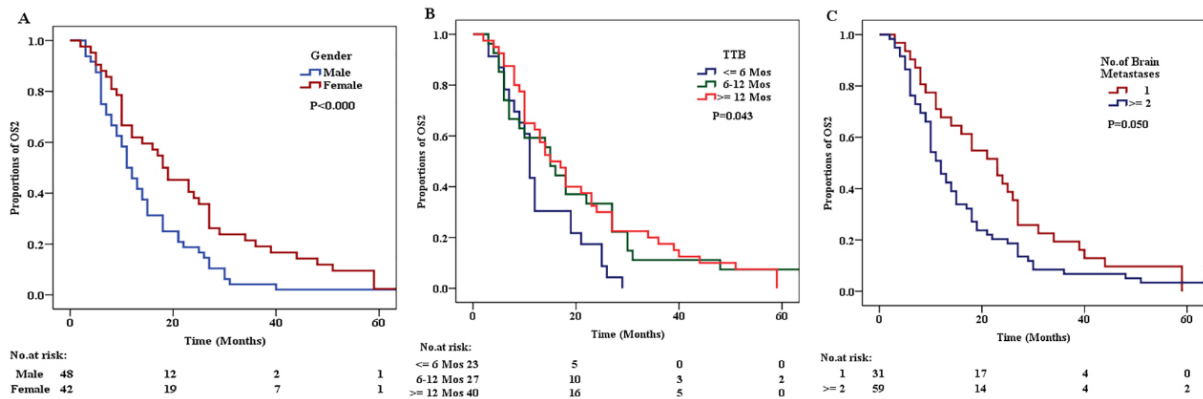 A
Gender
Male
Female
P<0.000
Proportions of OS2
1.0
0.8
0.6
0.4
0.2
0.0
0 20 40 60
Time (Months)
No.at risk:
Male 48 12 2 1
Female 42 19 7 1
B
TTB
<= 6 Mos
6-12 Mos
>= 12 Mos
P=0.043
Proportions of OS2
1.0
0.8
0.6
0.4
0.2
0.0
0 20 40 60
Time (Months)
No.at risk:
<= 6 Mos 23 5 0 0
6-12 Mos 27 10 3 2
>= 12 Mos 40 16 5 0
C
No.of Brain
Metastases
1
>= 2
P=0.050
Proportions of OS2
1.0
0.8
0.6
0.4
0.2
0.0
0 20 40 60
Time (Months)
No.at risk:
1 31 17 4 0
>= 2 59 14 4 2